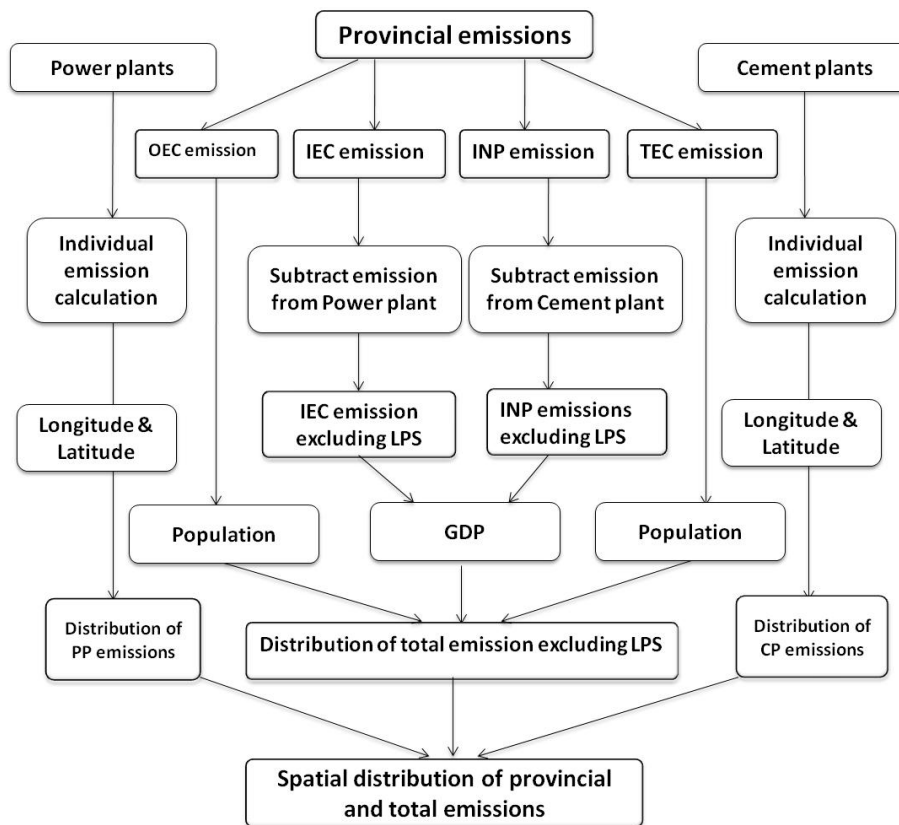 Provincial emissions
Power plants
Cement plants
OEC emission
IEC emission
INP emission
TEC emission
Individual
emission
calculation
Subtract emission
from Power plant
Subtract emission
from Cement plant
Individual
emission
calculation
Longitude &
Latitude
IEC emission
excluding LPS
INP emissions
excluding LPS
Longitude &
Latitude
Population
GDP
Population
Distribution of
PP emissions
Distribution of total emission excluding LPS
Distribution of
CP emissions
Spatial distribution of provincial
and total emissions